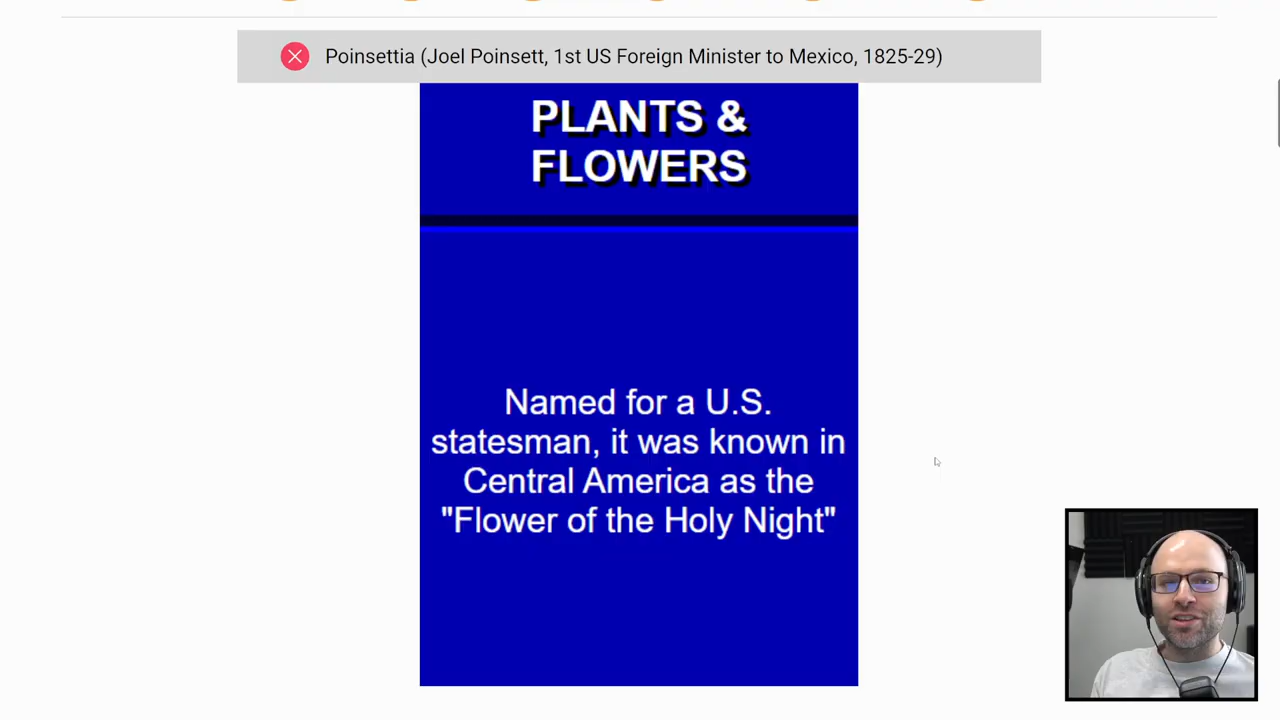 Poinsettia (Joel Poinsett, 1st US Foreign Minister to Mexico, 1825-29)
PLANTS &
FLOWERS
Named for a U.S.
statesman, it was known in
Central America as the
"Flower of the Holy Night"